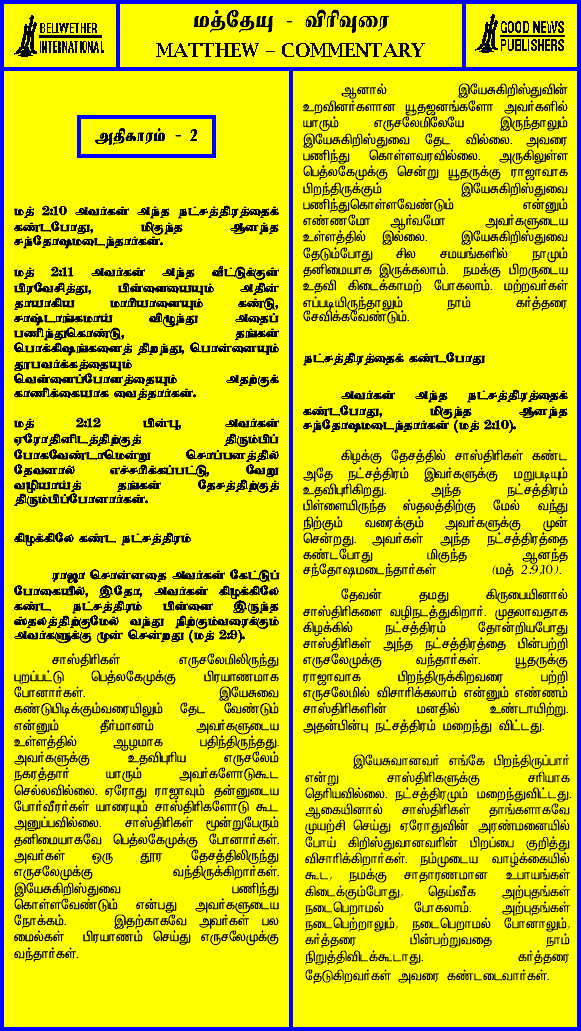 BELWETHER
INTERNATIONAL
மத்தேயு - விரிவுரை
MATTHEW – COMMENTARY
GOOD NEWS
PUBLISHERS
அதிகாரம் - 2
மத் 2:10 அவர்கள் அந்த நட்சத்திரத்தைக்
கண்டபோது, மிகுந்த ஆனந்த
சந்தோஷமடைந்தார்கள்.
மத் 2:11 அவர்கள் அந்த வீட்டுக்குள்
பிரவேசித்து, பிள்ளையையும் அதின்
தாயாகிய மரியாளையும் கண்டு,
சாஷ்டாங்கமாய் விழுந்து அதைப்
பணிந்துகொண்டு, தங்கள்
பொக்கிஷங்களைத் திறந்து, பொன்னையும்
தூபவர்க்கத்தையும்
வெள்ளைப்போளத்தையும் அதற்குக்
காணிக்கையாக வைத்தார்கள்.
மத் 2:12 பின்பு, அவர்கள்
ஏரோதினிடத்திற்குத் திரும்பிப்
போகவேண்டாமென்று சொப்பனத்தில்
தேவனால் எச்சரிக்கப்பட்டு, வேறு
வழியாய்த் தங்கள் தேசத்திற்குத்
திரும்பிப்போனார்கள்.
கிழக்கிலே கண்ட நட்சத்திரம்
ராஜா சொன்னதை அவர்கள் கேட்டுப்
போகையில், இதோ, அவர்கள் கிழக்கிலே
கண்ட நட்சத்திரம் பிள்ளை இருந்த
ஸ்தலத்திற்குமேல் வந்து நிற்கும்வரைக்கும்
அவர்களுக்கு முன் சென்றது (மத் 2:9).
சாஸ்திரிகள் எருசலேமிலிருந்து
புறப்பட்டு பெத்லகேமுக்கு பிரயாணமாக
போனார்கள். இயேசுவை
கண்டுபிடிக்கும்வரையிலும் தேட வேண்டும்
என்னும் தீர்மானம் அவர்களுடைய
உள்ளத்தில் ஆழமாக பதிந்திருந்தது.
அவர்களுக்கு உதவிபுரிய எருசலேம்
நகரத்தார் யாரும் அவர்களோடுகூட
செல்லவில்லை. ஏரோது ராஜாவும் தன்னுடைய
போர்வீரர்கள் யாரையும் சாஸ்திரிகளோடு கூட
அனுப்பவில்லை. சாஸ்திரிகள் மூன்றுபேரும்
தனிமையாகவே பெத்லகேமுக்கு போனார்கள்.
அவர்கள் ஒரு தூர தேசத்திலிருந்து
எருசலேமுக்கு வந்திருக்கிறார்கள்.
இயேசுகிறிஸ்துவை பணிந்து
கொள்ளவேண்டும் என்பது அவர்களுடைய
நோக்கம். இதற்காகவே அவர்கள் பல
மைல்கள் பிரயாணம் செய்து எருசலேமுக்கு
வந்தார்கள்.
ஆனால் இயேசுகிறிஸ்துவின்
உறவினர்களான யூதஜனங்களோ அவர்களில்
யாரும் எருசலேமிலேயே இருந்தாலும்
இயேசுகிறிஸ்துவை தேட வில்லை. அவரை
பணிந்து கொள்ளவரவில்லை. அருகிலுள்ள
பெத்லகேமுக்கு சென்று யூதருக்கு ராஜாவாக
பிறந்திருக்கும் இயேசுகிறிஸ்துவை
பணிந்துகொள்ளவேண்டும் என்னும்
எண்ணமோ ஆர்வமோ அவர்களுடைய
உள்ளத்தில் இல்லை. இயேசுகிறிஸ்துவை
தேடும்போது சில சமயங்களில் நாமும்
தனிமையாக இருக்கலாம். நமக்கு பிறருடைய
உதவி கிடைக்காமற் போகலாம். மற்றவர்கள்
எப்படியிருந்தாலும் நாம் கர்த்தரை
சேவிக்கவேண்டும்.
நட்சத்திரத்தைக் கண்டபோது
அவர்கள் அந்த நட்சத்திரத்தைக்
கண்டபோது, மிகுந்த ஆனந்த
சந்தோஷமடைந்தார்கள் (மத் 2:10).
கிழக்கு தேசத்தில் சாஸ்திரிகள் கண்ட
அதே நட்சத்திரம் இவர்களுக்கு மறுபடியும்
உதவிபுரிகிறது. அந்த நட்சத்திரம்
பிள்ளையிருந்த ஸ்தலத்திற்கு மேல் வந்து
நிற்கும் வரைக்கும் அவர்களுக்கு முன்
சென்றது. அவர்கள் அந்த நட்சத்திரத்தை
கண்டபோது மிகுந்த ஆனந்த
சந்தோஷமடைந்தார்கள் (மத் 2:9,10).
தேவன் தமது கிருபையினால்
சாஸ்திரிகளை வழிநடத்துகிறார். முதலாவதாக
கிழக்கில் நட்சத்திரம் தோன்றியபோது
சாஸ்திரிகள் அந்த நட்சத்திரத்தை பின்பற்றி
எருசலேமுக்கு வந்தார்கள். யூதருக்கு
ராஜாவாக பிறந்திருக்கிறவரை பற்றி
எருசலேமில் விசாரிக்கலாம் என்னும் எண்ணம்
சாஸ்திரிகளின் மனதில் உண்டாயிற்று.
அதன்பின்பு நட்சத்திரம் மறைந்து விட்டது.
இயேசுவானவர் எங்கே பிறந்திருப்பார்
என்று சாஸ்திரிகளுக்கு சரியாக
தெரியவில்லை. நட்சத்திரமும் மறைந்துவிட்டது.
ஆகையினால் சாஸ்திரிகள் தாங்களாகவே
முயற்சி செய்து ஏரோதுவின் அரண்மனையில்
போய் கிறிஸ்துவானவரின் பிறப்பை குறித்து
விசாரிக்கிறார்கள். நம்முடைய வாழ்க்கையில்
கூட, நமக்கு சாதாரணமான உபாயங்கள்
கிடைக்கும்போது, தெய்வீக அற்புதங்கள்
நடைபெறாமல் போகலாம். அற்புதங்கள்
நடைபெற்றாலும், நடைபெறாமல் போனாலும்,
கர்த்தரை பின்பற்றுவதை நாம்
நிறுத்திவிடக்கூடாது. கர்த்தரை
தேடுகிறவர்கள் அவரை கண்டடைவார்கள்.